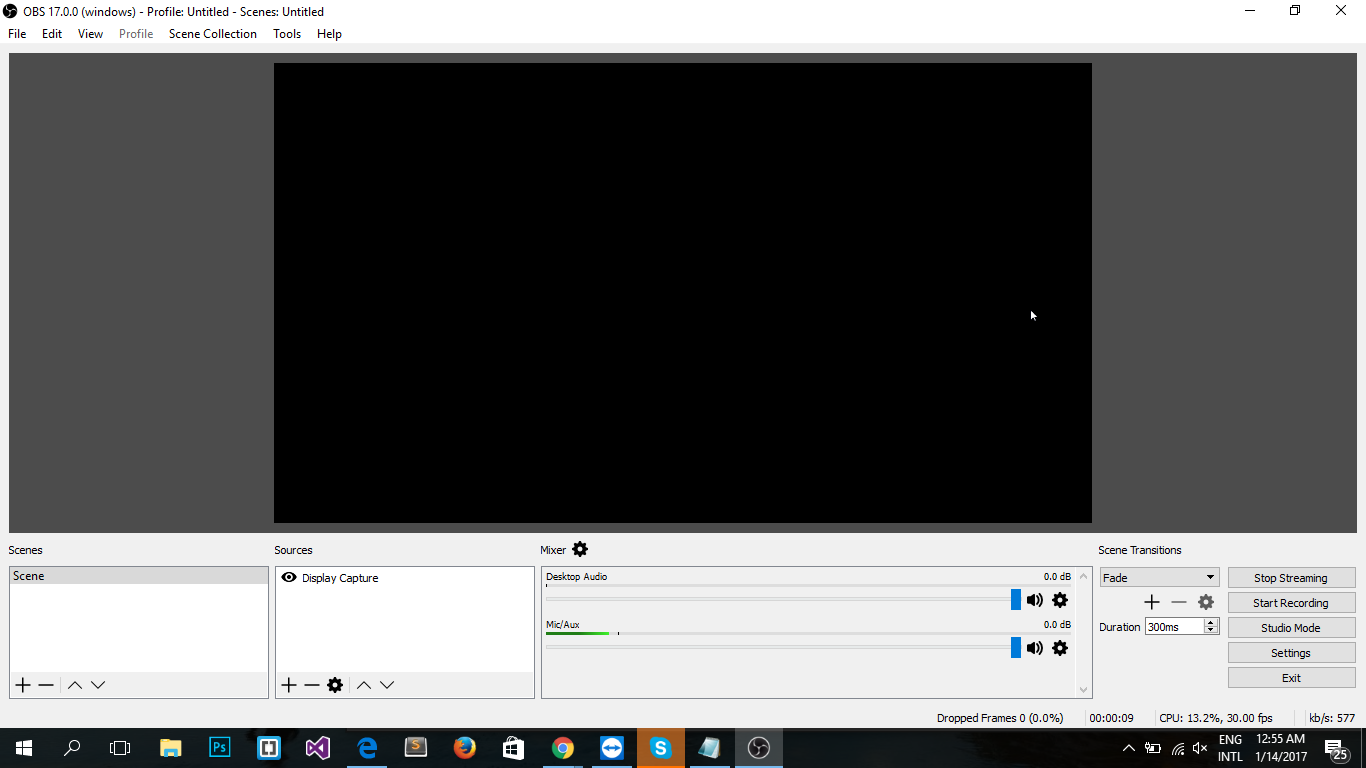 OBS 17.0.0 (windows) - Profile: Untitled - Scenes: Untitled
File Edit View Profile Scene Collection Tools Help
Scenes
Scene
Sources
Display Capture
Mixer
Desktop Audio 0.0 dB
Mic/Aux 0.0 dB
Scene Transitions
Fade
Duration 300ms
Stop Streaming
Start Recording
Studio Mode
Settings
Exit
Dropped Frames 0 (0.0%) 00:00:09 CPU: 13.2%, 30.00 fps kb/s: 577
Ps
S
S
ENG
INTL
12:55 AM
1/14/2017
25